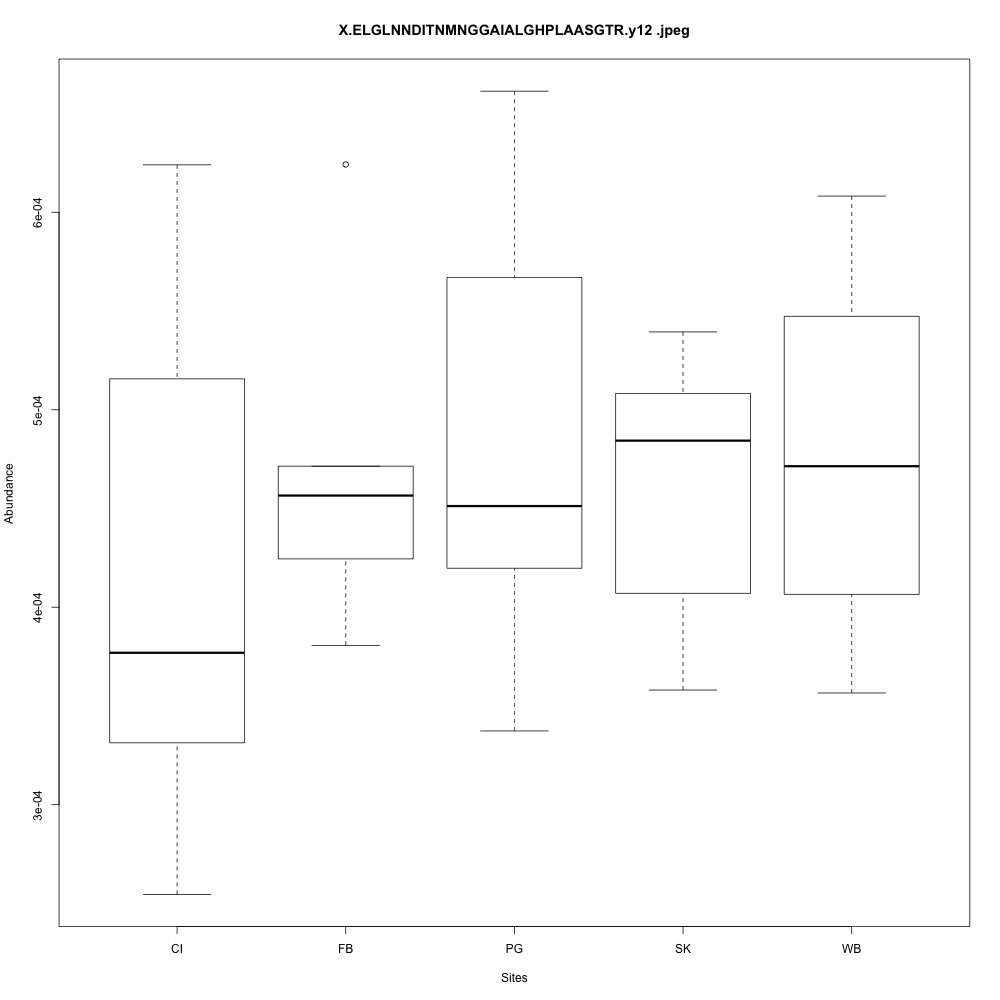 X.ELGLNNDITNMNGGAIALGHPLAASGTR.y12 .jpeg
Abundance
6e-04
5e-04
4e-04
3e-04
CI FB PG SK WB
Sites